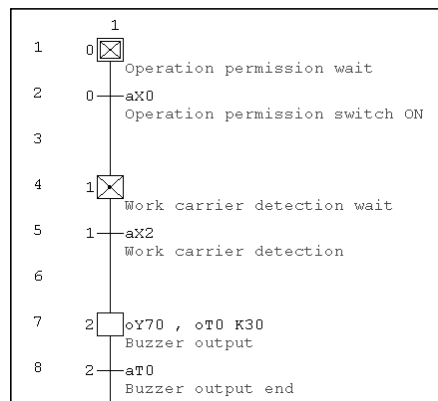 1
1 0 Operation permission wait
2 0 aX0
Operation permission switch ON
3
4 1 Work carrier detection wait
5 1 aX2
Work carrier detection
6
7 2 oY70 , oT0 K30
Buzzer output
8 2 aT0
Buzzer output end